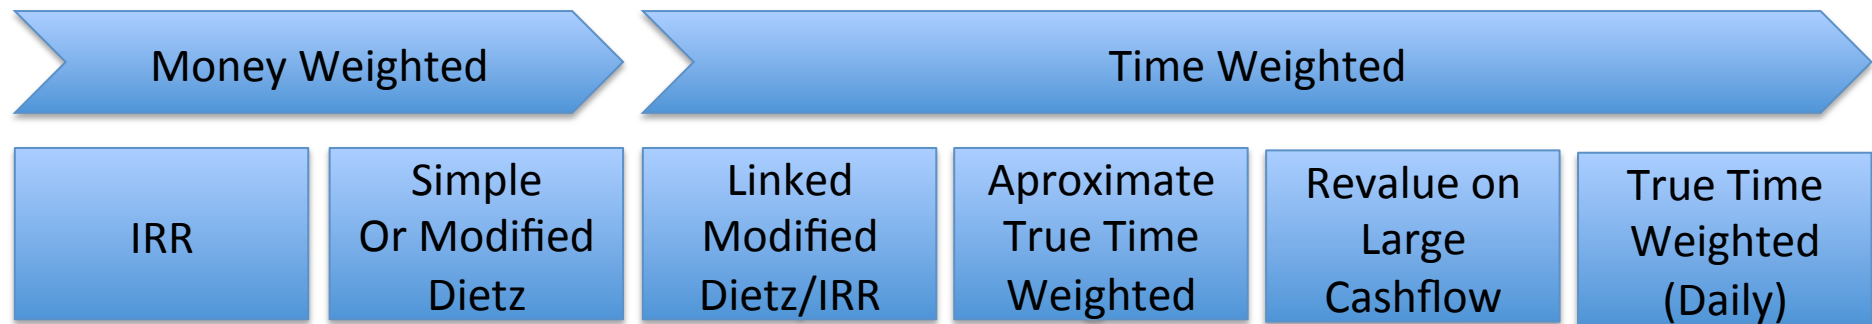 Money Weighted
Time Weighted
IRR
Simple
Or Modified
Dietz
Linked
Modified
Dietz/IRR
Aproximate
True Time
Weighted
Revalue on
Large
Cashflow
True Time
Weighted
(Daily)